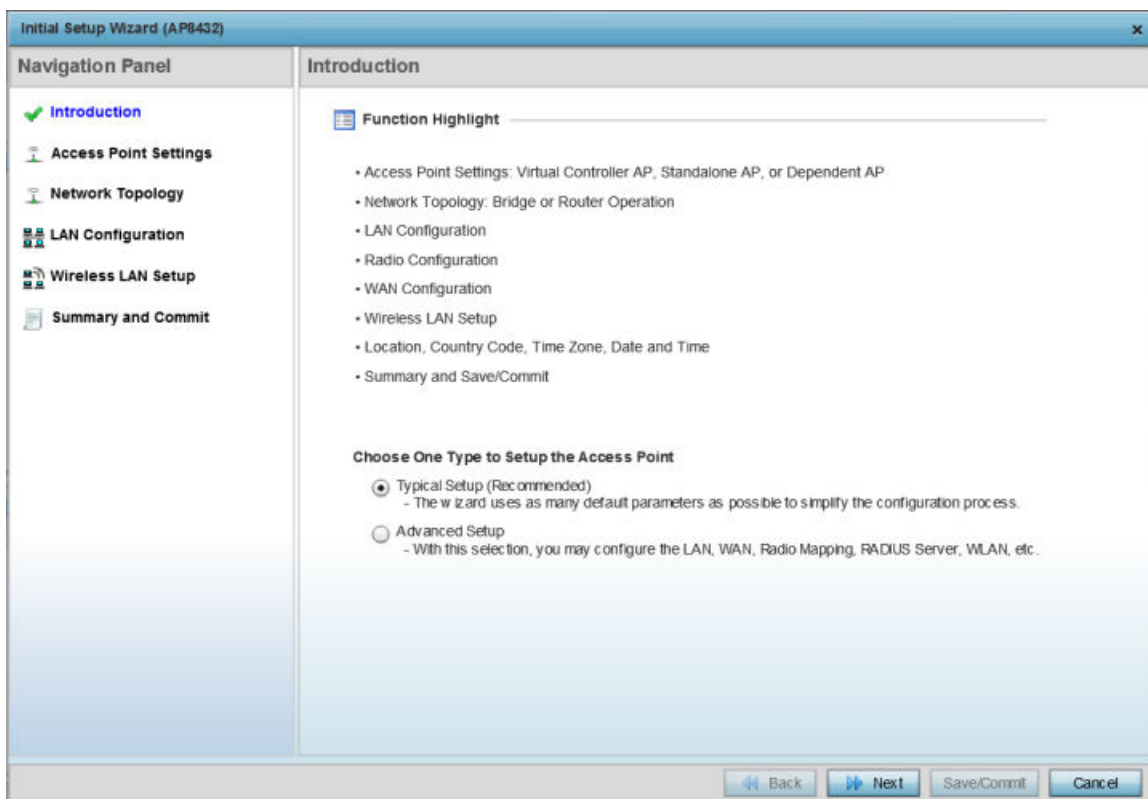 Initial Setup Wizard (AP8432)
Navigation Panel
Introduction
Access Point Settings
Network Topology
LAN Configuration
Wireless LAN Setup
Summary and Commit
Introduction
Function Highlight
• Access Point Settings: Virtual Controller AP, Standalone AP, or Dependent AP
• Network Topology: Bridge or Router Operation
• LAN Configuration
• Radio Configuration
• WAN Configuration
• Wireless LAN Setup
• Location, Country Code, Time Zone, Date and Time
• Summary and Save/Commit
Choose One Type to Setup the Access Point
Typical Setup (Recommended)
- The wizard uses as many default parameters as possible to simplify the configuration process.
Advanced Setup
- With this selection, you may configure the LAN, WAN, Radio Mapping, RADIUS Server, WLAN, etc.
Back
Next
Save/Commit
Cancel